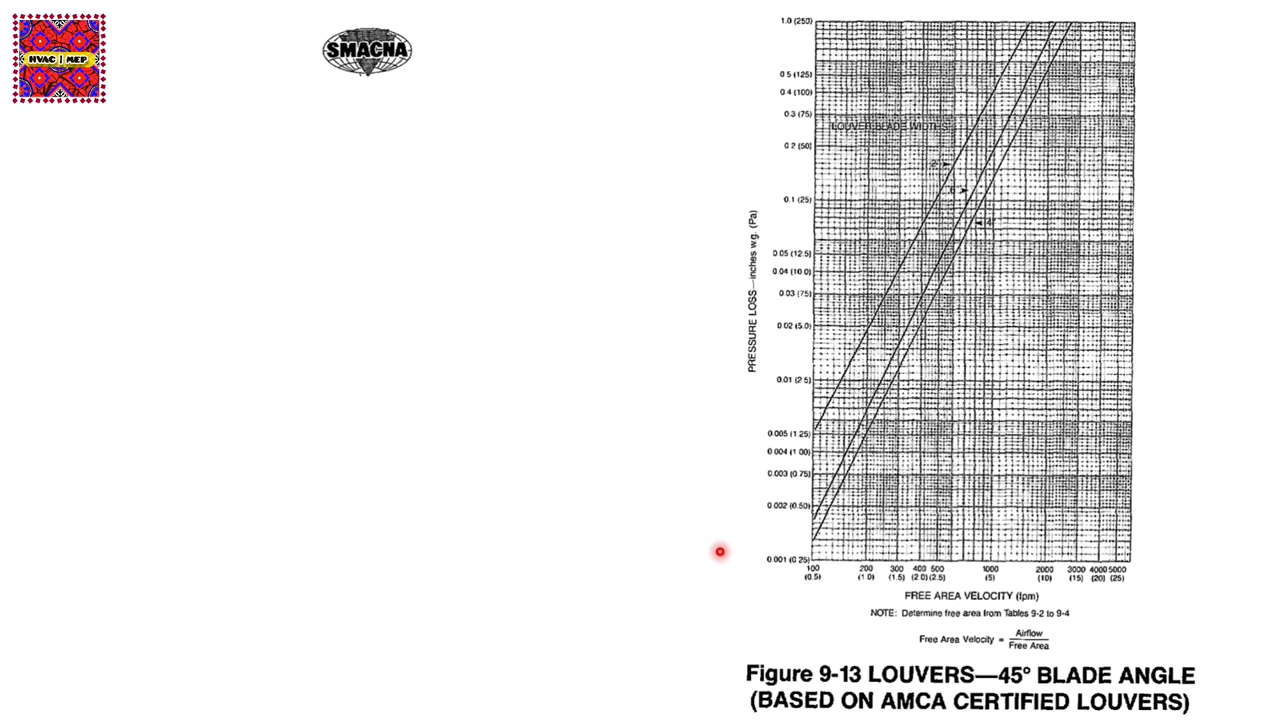 HVAC | MEP
SMACNA
1.0 (250)
0.5 (125)
0.4 (100)
0.3 (75)
LOUVER BLADE WIDTHS
0.2 (50)
2"
6"
0.1 (25)
4"
PRESSURE LOSS—inches w.g. (Pa)
0.05 (12.5)
0.04 (10.0)
0.03 (75)
0.02 (5.0)
0.01 (2.5)
0.005 (1.25)
0.004 (1.00)
0.003 (0.75)
0.002 (0.50)
0.001 (0.25)
100 200 300 400 500 1000 2000 3000 4000 5000
(0.5) (1.0) (1.5) (2.0) (2.5) (5) (10) (15) (20) (25)
FREE AREA VELOCITY (fpm)
NOTE: Determine free area from Tables 9-2 to 9-4
Free Area Velocity = Airflow
Free Area
Figure 9-13 LOUVERS—45° BLADE ANGLE
(BASED ON AMCA CERTIFIED LOUVERS)